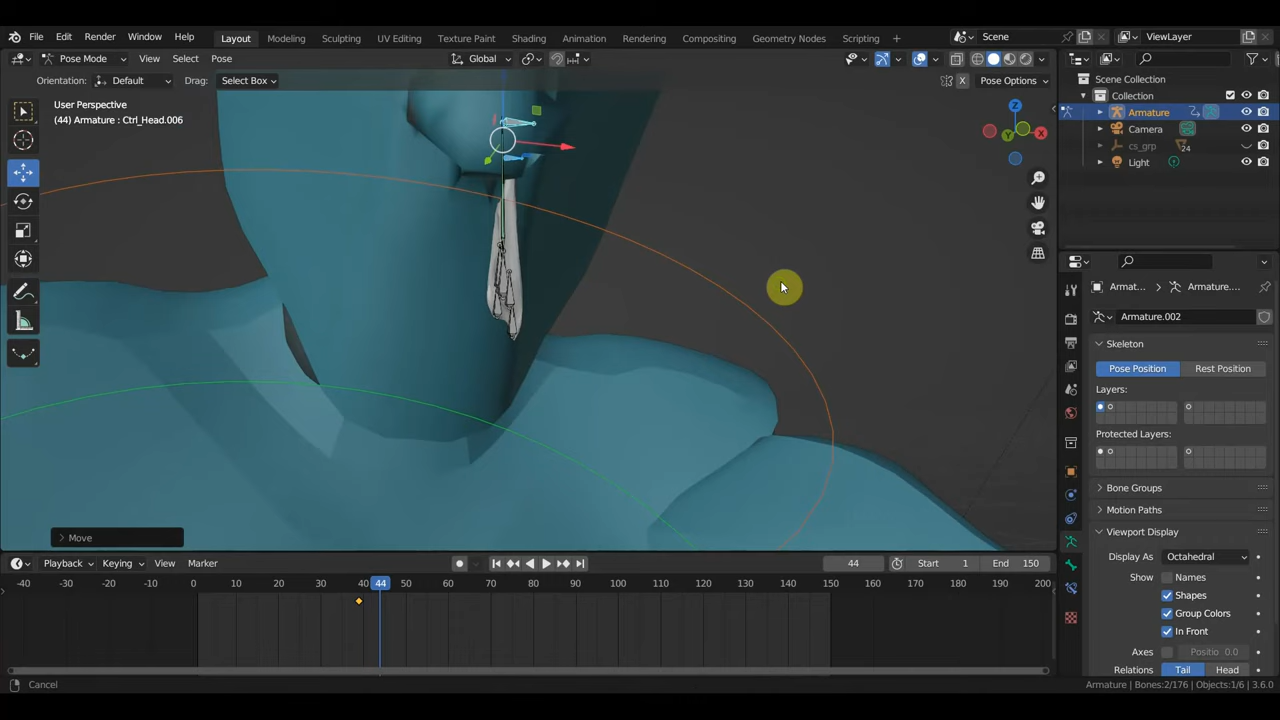 File Edit Render Window Help Layout Modeling Sculpting UV Editing Texture Paint Shading Animation Rendering Compositing Geometry Nodes Scripting + Scene ViewLayer
Pose Mode View Select Pose Global
Orientation: Default Drag: Select Box X Pose Options
User Perspective
(44) Armature : Ctrl_Head.006
Z
X
Y
Move
Scene Collection
Collection
Armature
Camera
cs_grp 24
Light
Armat... > Armature....
Armature.002
Skeleton
Pose Position Rest Position
Layers:
Protected Layers:
Bone Groups
Motion Paths
Viewport Display
Display As Octahedral
Show Names
Shapes
Group Colors
In Front
Axes Positio 0.0
Relations Tail Head
Playback Keying View Marker 44 Start 1 End 150
-40 -30 -20 -10 0 10 20 30 40 44 50 60 70 80 90 100 110 120 130 140 150 160 170 180 190 200
Cancel Armature | Bones:2/176 | Objects:1/6 | 3.6.0